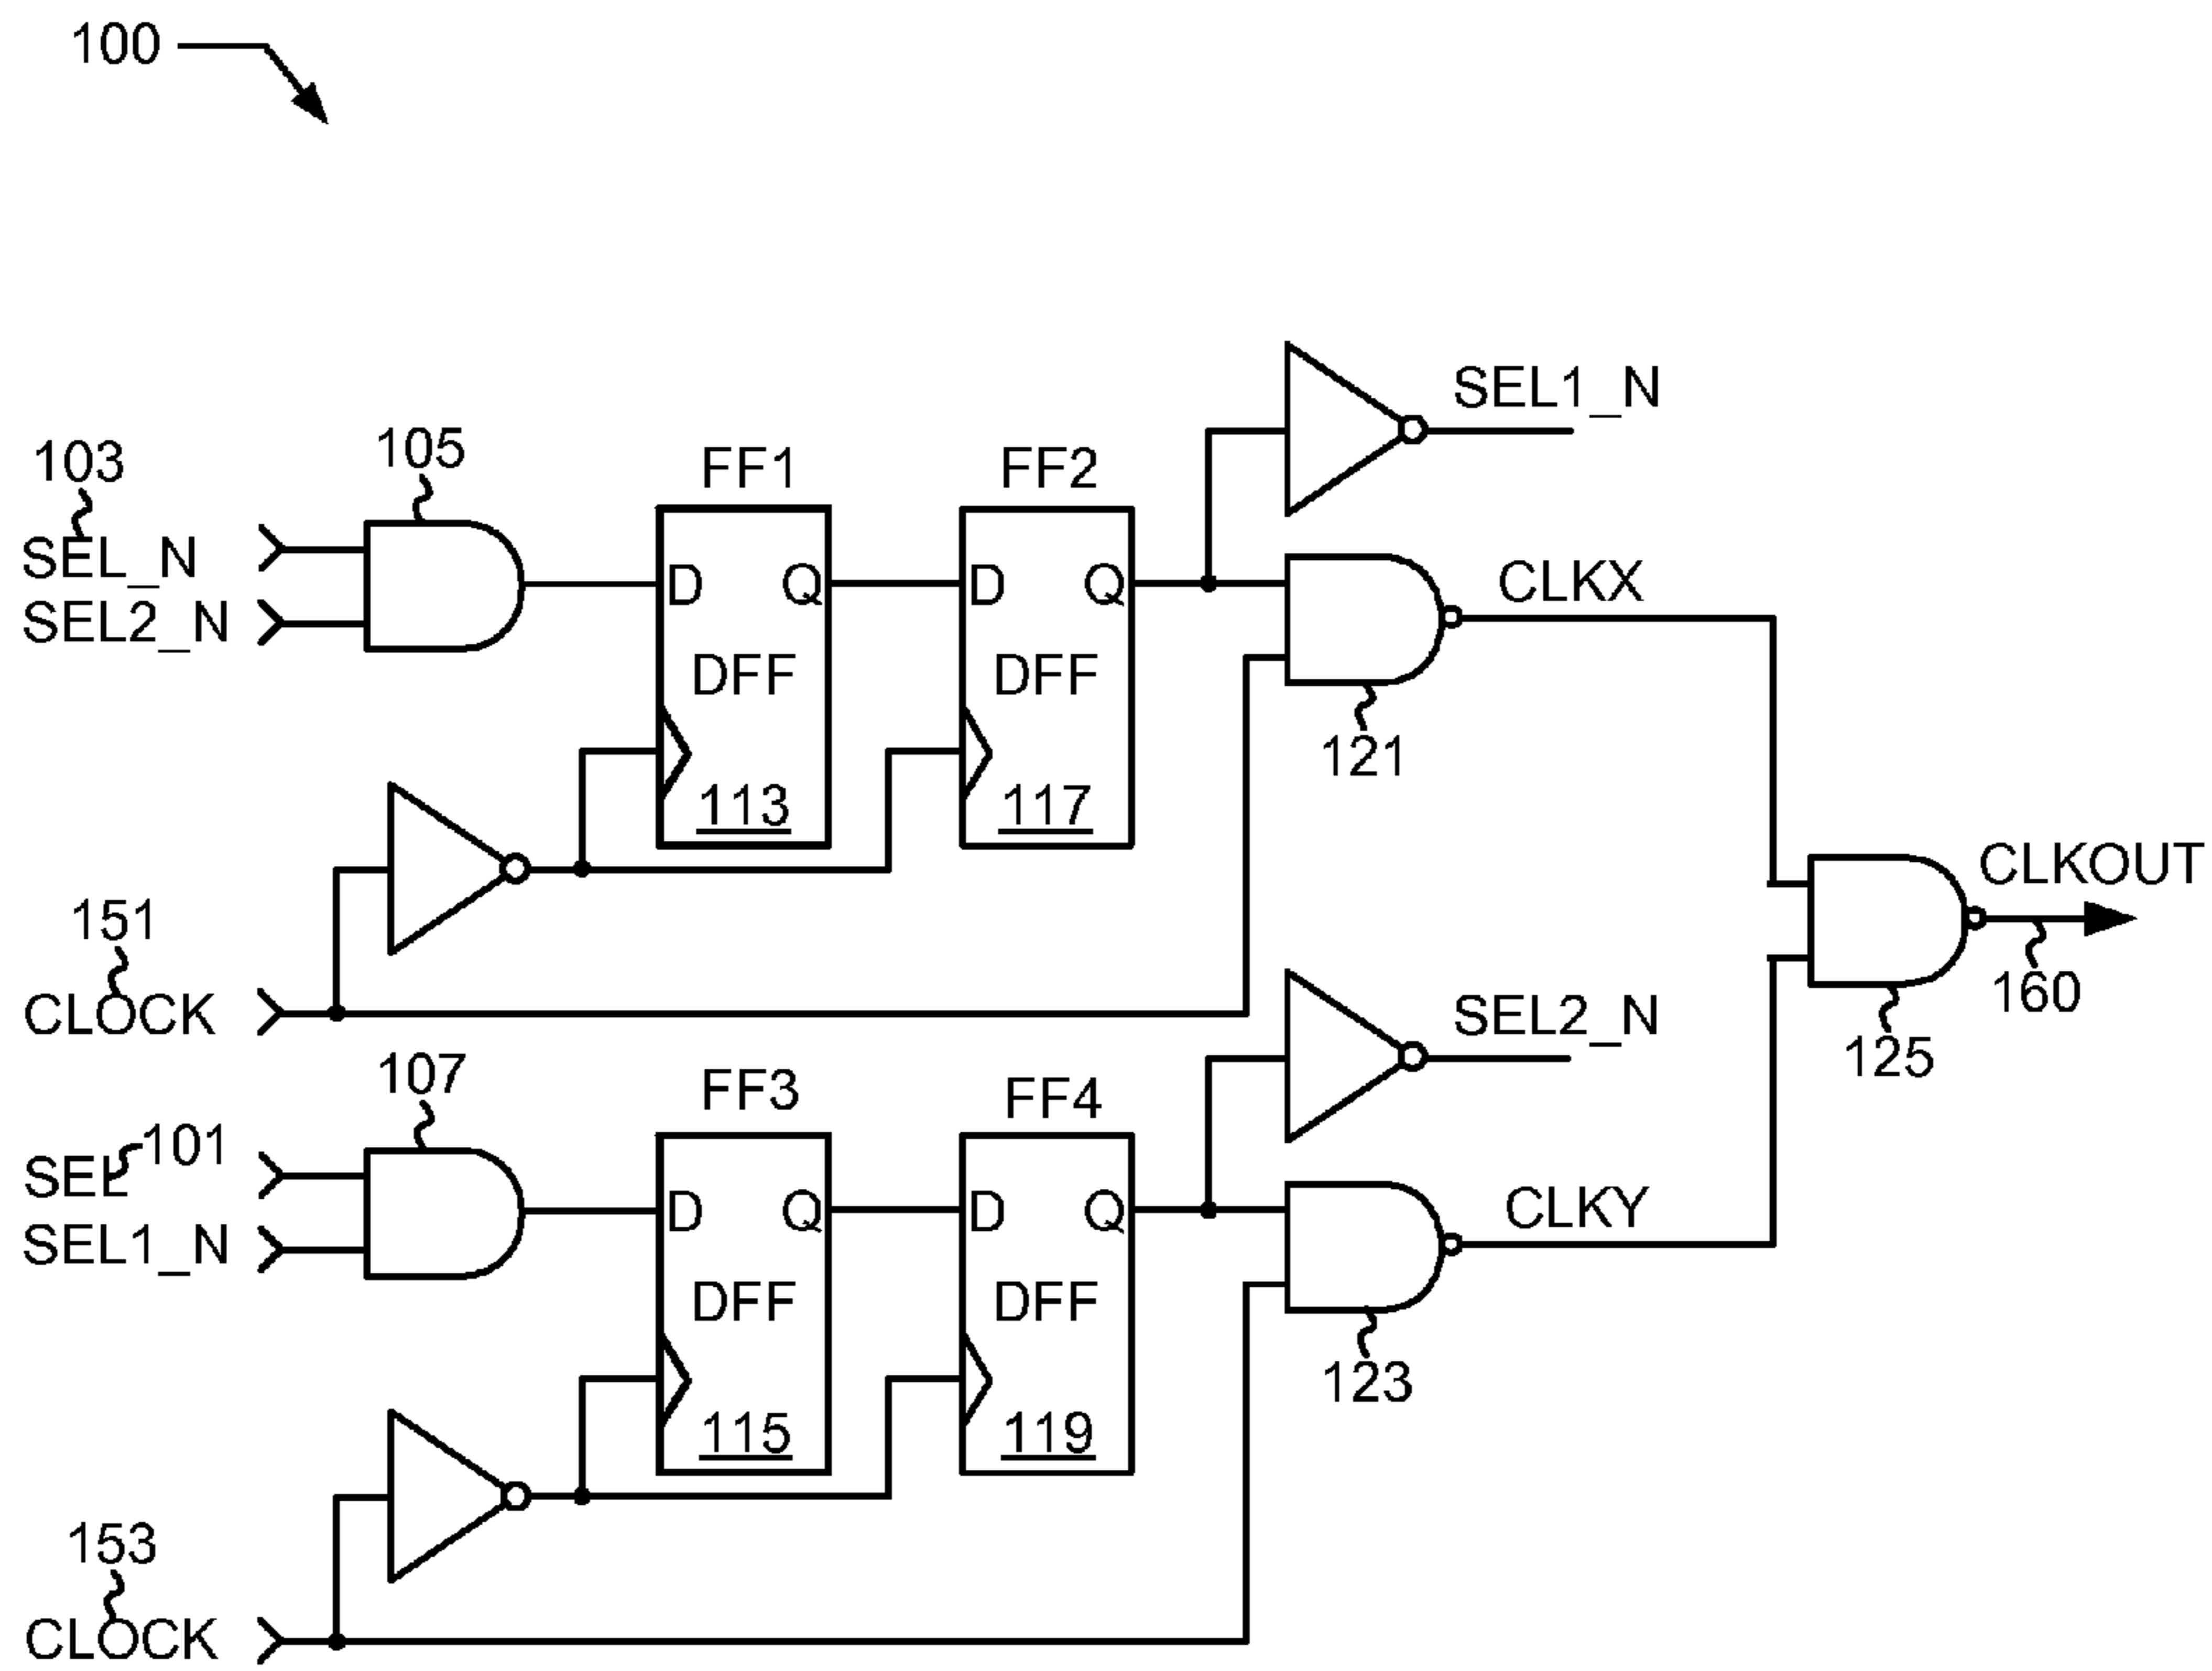 100
SEL1_N
103
105
FF1
FF2
SEL_N
SEL2_N
D
Q
D
Q
CLKX
DFF
DFF
121
113
117
151
CLOCK
CLKOUT
160
125
SEL2_N
107
FF3
FF4
101
SEL
SEL1_N
D
Q
D
Q
CLKY
DFF
DFF
123
115
119
153
CLOCK